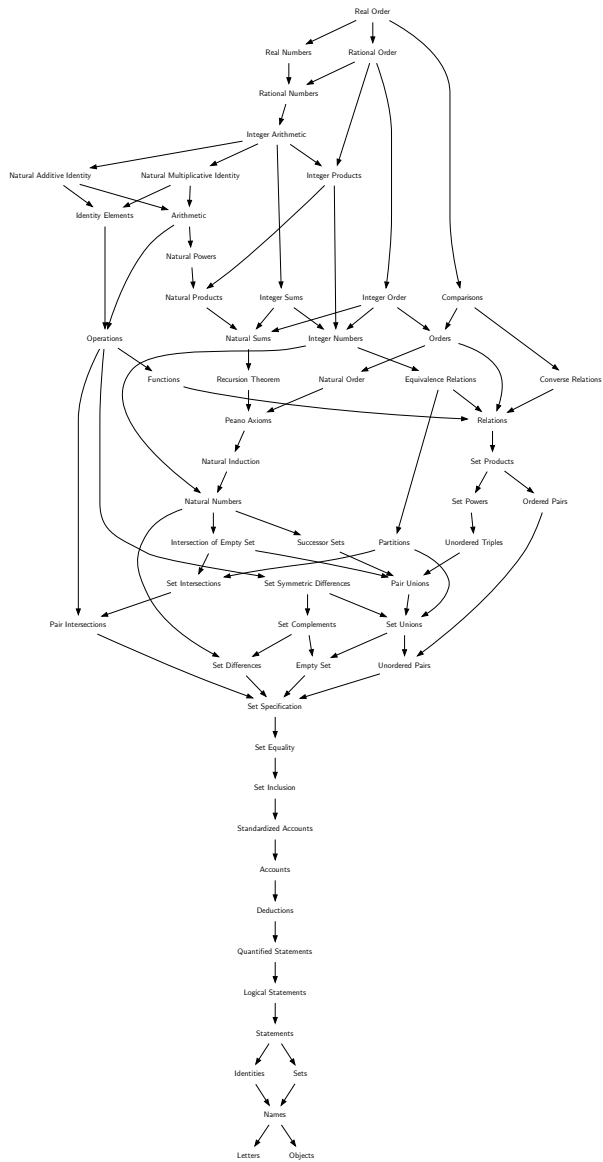 Real Order
Real Numbers
Rational Order
Rational Numbers
Integer Arithmetic
Natural Additive Identity
Natural Multiplicative Identity
Integer Products
Identity Elements
Arithmetic
Natural Powers
Natural Products
Integer Sums
Integer Order
Comparisons
Operations
Natural Sums
Integer Numbers
Orders
Functions
Recursion Theorem
Natural Order
Equivalence Relations
Converse Relations
Peano Axioms
Relations
Natural Induction
Set Products
Natural Numbers
Set Powers
Ordered Pairs
Intersection of Empty Set
Successor Sets
Partitions
Unordered Triples
Set Intersections
Set Symmetric Differences
Pair Unions
Pair Intersections
Set Complements
Set Unions
Set Differences
Empty Set
Unordered Pairs
Set Specification
Set Equality
Set Inclusion
Standardized Accounts
Accounts
Deductions
Quantified Statements
Logical Statements
Statements
Identities
Sets
Names
Letters
Objects